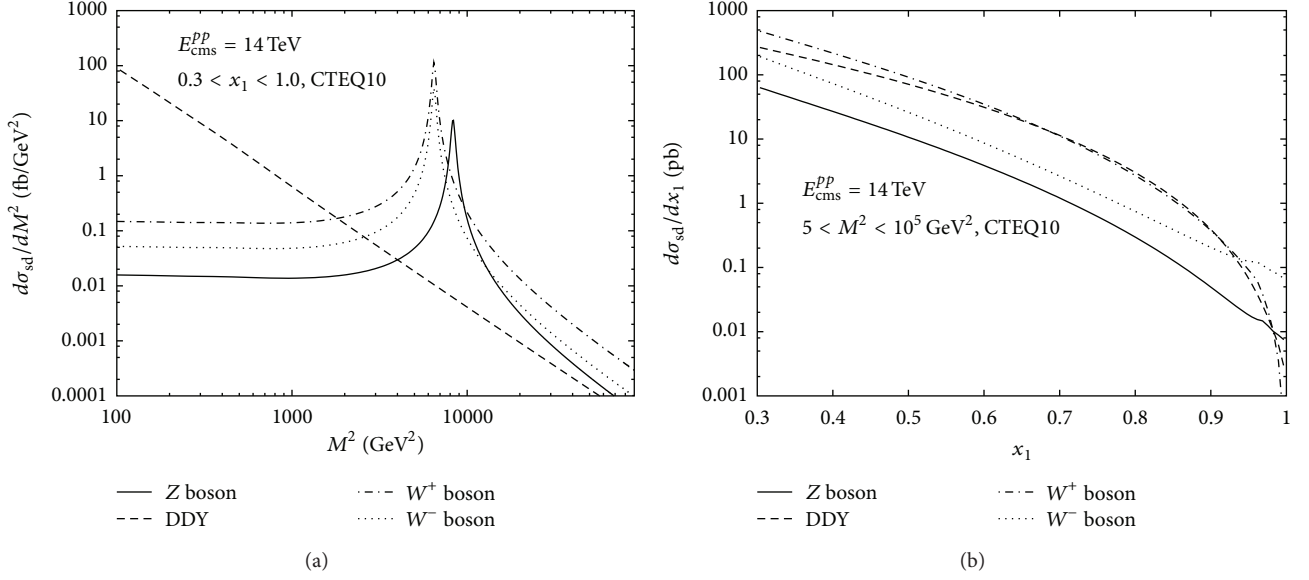 1000
100
10
1
0.1
0.01
0.001
0.0001
dσsd/dM² (fb/GeV²)
E^pp_cms = 14 TeV
0.3 < x₁ < 1.0, CTEQ10
100 1000 10000
M² (GeV²)
Z boson
DDY
W⁺ boson
W⁻ boson
(a)
1000
100
10
1
0.1
0.01
0.001
dσsd/dx₁ (pb)
E^pp_cms = 14 TeV
5 < M² < 10⁵ GeV², CTEQ10
0.3 0.4 0.5 0.6 0.7 0.8 0.9 1
x₁
Z boson
DDY
W⁺ boson
W⁻ boson
(b)